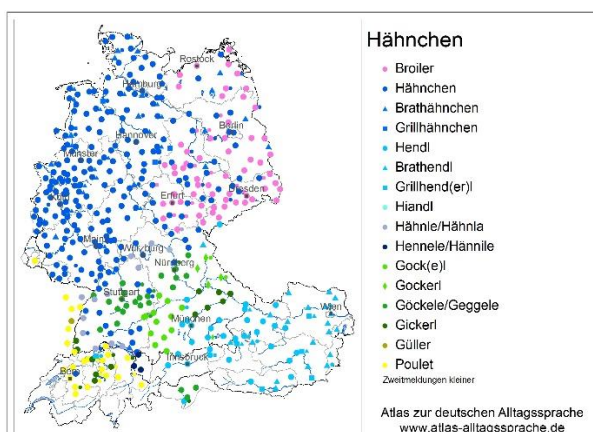 Hähnchen
Broiler
Hähnchen
Brathähnchen
Grillhähnchen
Hendl
Brathendl
Grillhend(er)l
Hiandl
Hähnle/Hähnla
Hennele/Hännile
Gock(e)l
Gockerl
Göckele/Geggele
Gickerl
Güller
Poulet
Zweitmeldungen kleiner
Atlas zur deutschen Alltagssprache
www.atlas-alltagssprache.de
Rostock
Hamburg
Berlin
Hannover
Münster
Erfurt
Dresden
Köln
Mainz
Würzburg
Nürnberg
Stuttgart
München
Wien
Innsbruck
Bern